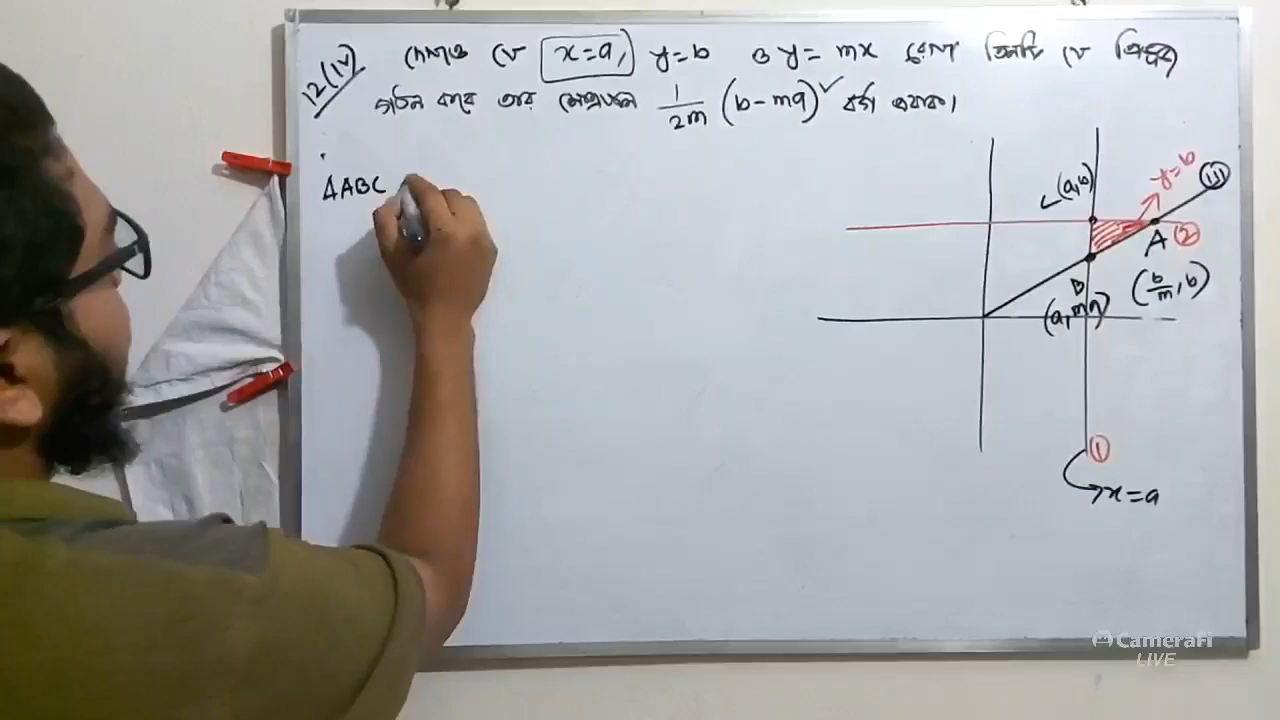 12(iv) দেখাও যে x=a, y=b ও y= mx রেখা তিনটি যে ত্রিভুজ
গঠন করে তার ক্ষেত্রফল 1/2m (b-ma)² বর্গ একক।
ΔABC
(a,b)
y=b
(iii)
A
②
(b/m, b)
B
(a, ma)
①
x=a
CameraFi
LIVE